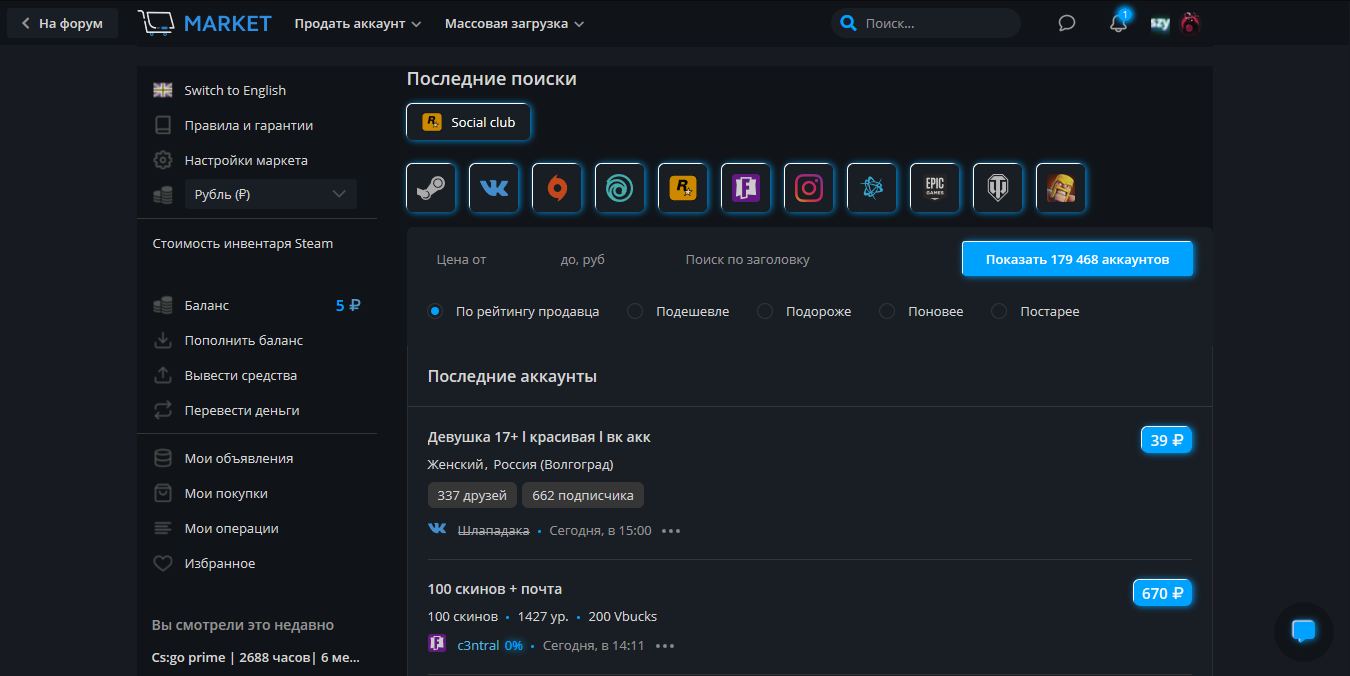 На форум
MARKET
Продать аккаунт
Массовая загрузка
Поиск...
1
szy
Switch to English
Правила и гарантии
Настройки маркета
Рубль (₽)
Стоимость инвентаря Steam
Баланс 5 ₽
Пополнить баланс
Вывести средства
Перевести деньги
Мои объявления
Мои покупки
Мои операции
Избранное
Вы смотрели это недавно
Cs:go prime | 2688 часов| 6 ме...
Последние поиски
R Social club
R
EPIC
GAMES
Цена от
до, руб
Поиск по заголовку
Показать 179 468 аккаунтов
По рейтингу продавца
Подешевле
Подороже
Поновее
Постарее
Последние аккаунты
Девушка 17+ l красивая l вк акк
39 ₽
Женский, Россия (Волгоград)
337 друзей
662 подписчика
Шлападака • Сегодня, в 15:00 •••
100 скинов + почта
670 ₽
100 скинов • 1427 ур. • 200 Vbucks
c3ntral 0% • Сегодня, в 14:11 •••